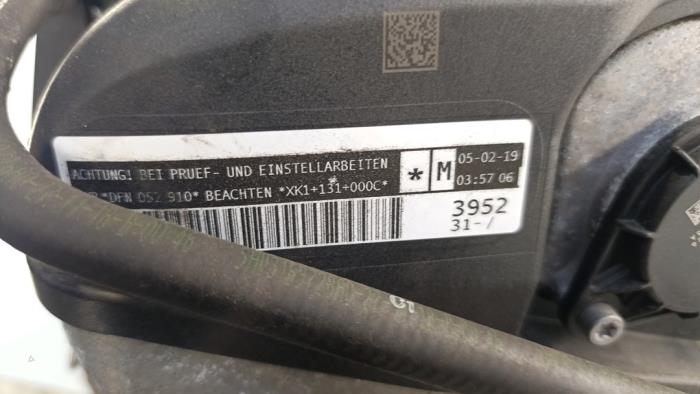 ACHTUNG! BEI PRUEF- UND EINSTELLARBEITEN
*DFN 052 910* BEACHTEN *XK1+131+000C*
* M
05-02-19
03:57 06
3952
31-/